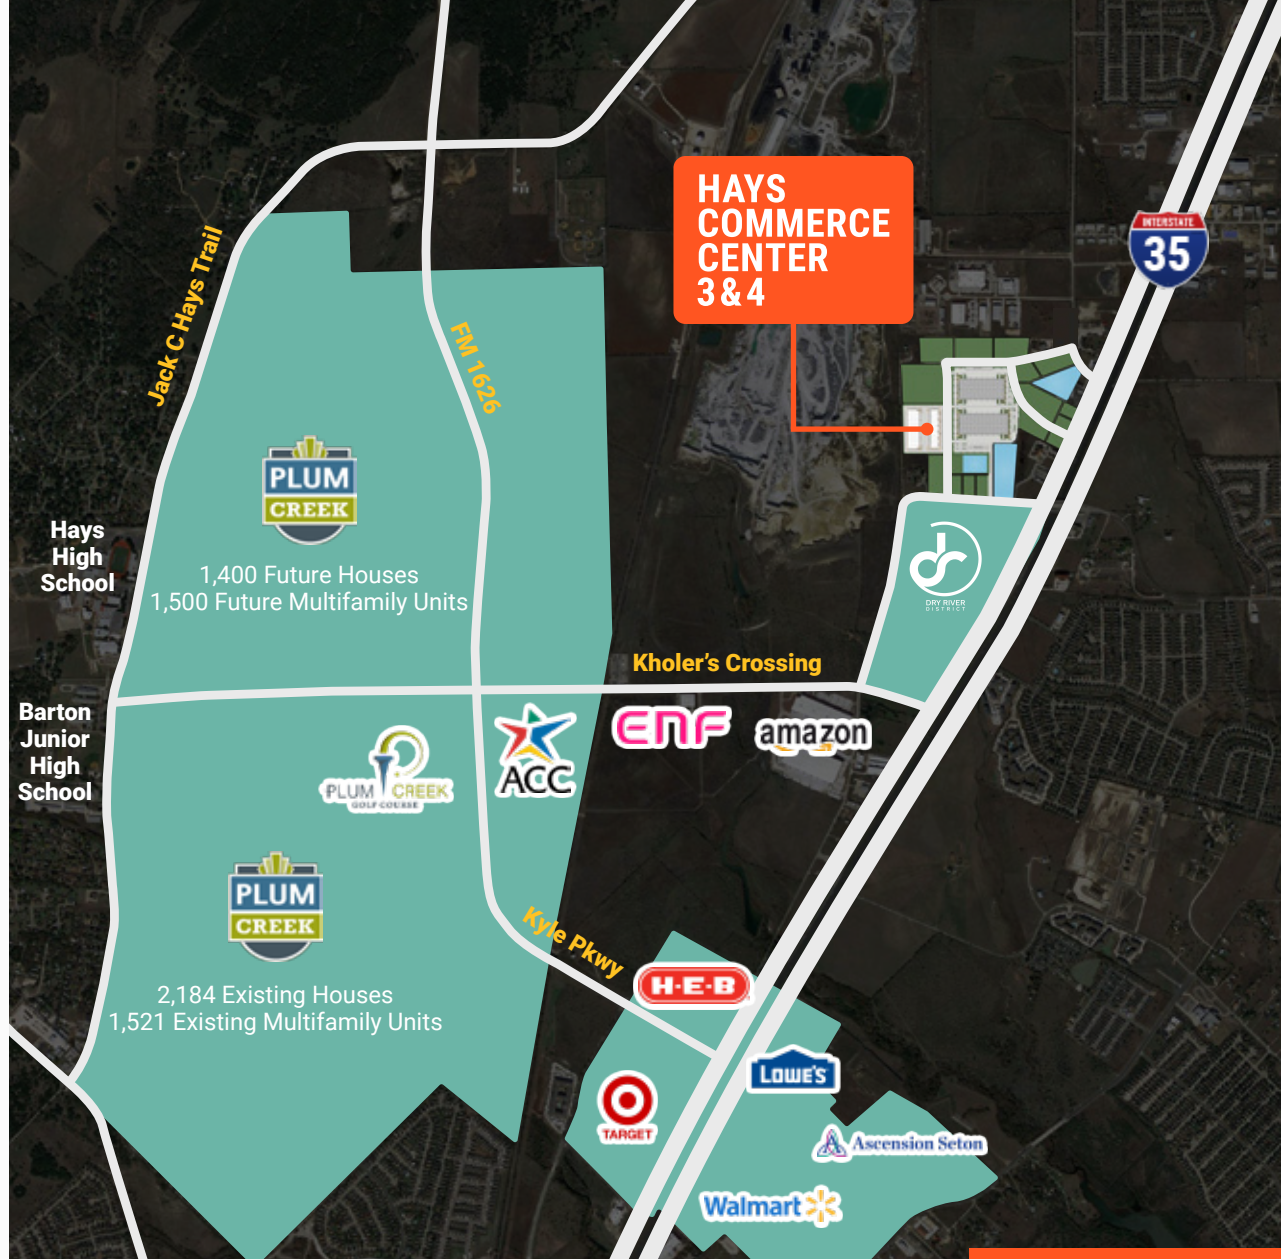 HAYS
COMMERCE
CENTER
3 & 4
INTERSTATE
35
Jack C Hays Trail
FM 1626
PLUM
CREEK
1,400 Future Houses
1,500 Future Multifamily Units
Hays
High
School
DRY RIVER
DISTRICT
Kholer's Crossing
Barton
Junior
High
School
PLUM CREEK
GOLF COURSE
ACC
ENF
amazon
PLUM
CREEK
2,184 Existing Houses
1,521 Existing Multifamily Units
Kyle Pkwy
H-E-B
LOWE'S
TARGET
Ascension Seton
Walmart